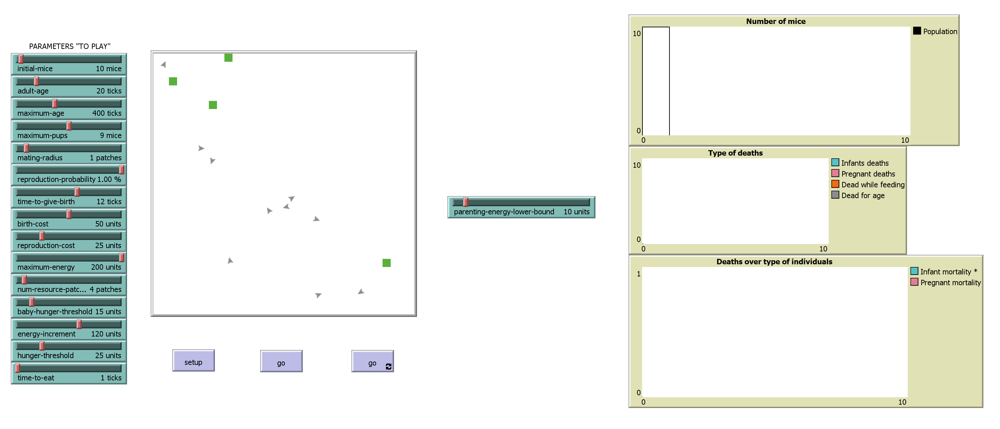 PARAMETERS "TO PLAY"
initial-mice 10 mice
adult-age 20 ticks
maximum-age 400 ticks
maximum-pups 9 mice
mating-radius 1 patches
reproduction-probability 1.00 %
time-to-give-birth 12 ticks
birth-cost 50 units
reproduction-cost 25 units
maximum-energy 200 units
num-resource-patc... 4 patches
baby-hunger-threshold 15 units
energy-increment 120 units
hunger-threshold 25 units
time-to-eat 1 ticks
setup
go
go
parenting-energy-lower-bound 10 units
Number of mice
10
0
0 10
Population
Type of deaths
10
0
0 10
Infants deaths
Pregnant deaths
Dead while feeding
Dead for age
Deaths over type of individuals
1
0
0 10
Infant mortality *
Pregnant mortality